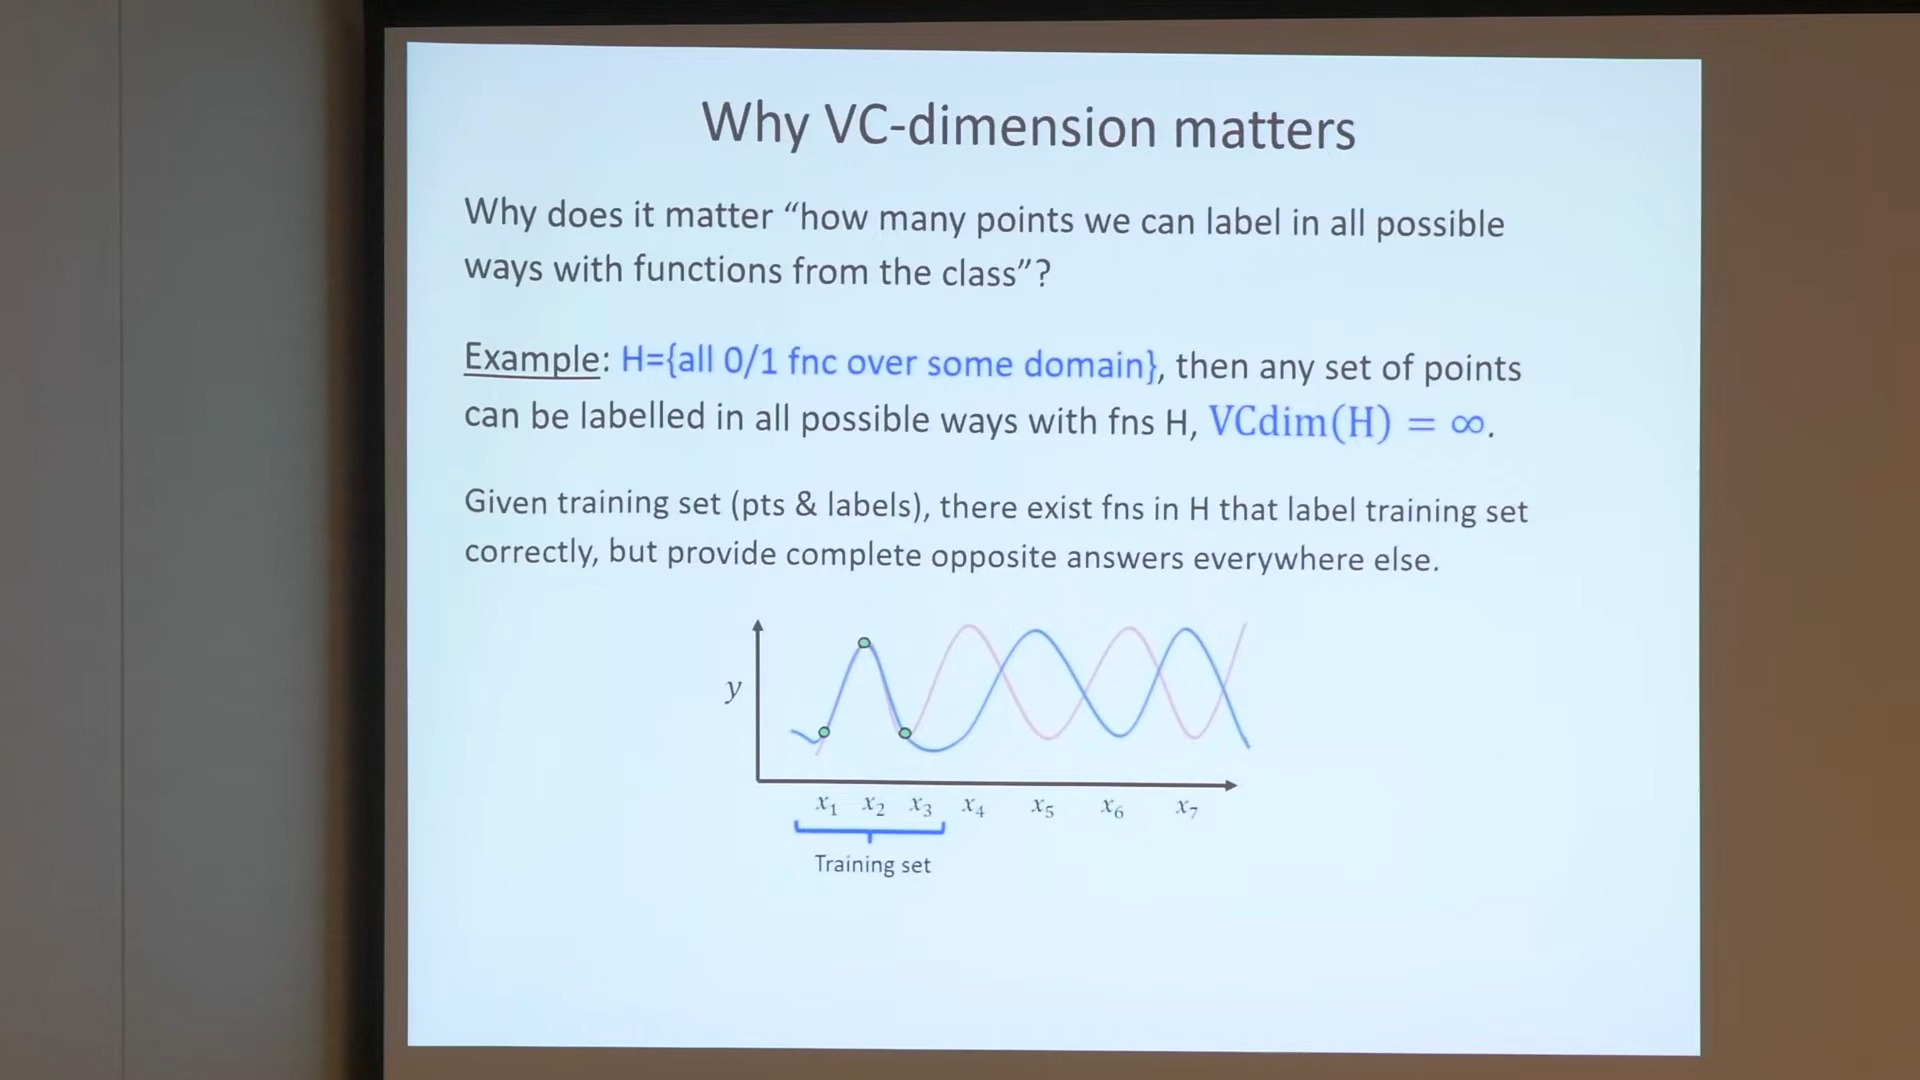 Why VC-dimension matters
Why does it matter “how many points we can label in all possible
ways with functions from the class”?
Example: H={all 0/1 fnc over some domain}, then any set of points
can be labelled in all possible ways with fns H, VCdim(H) = ∞.
Given training set (pts & labels), there exist fns in H that label training set
correctly, but provide complete opposite answers everywhere else.
y
x₁ x₂ x₃ x₄ x₅ x₆ x₇
Training set